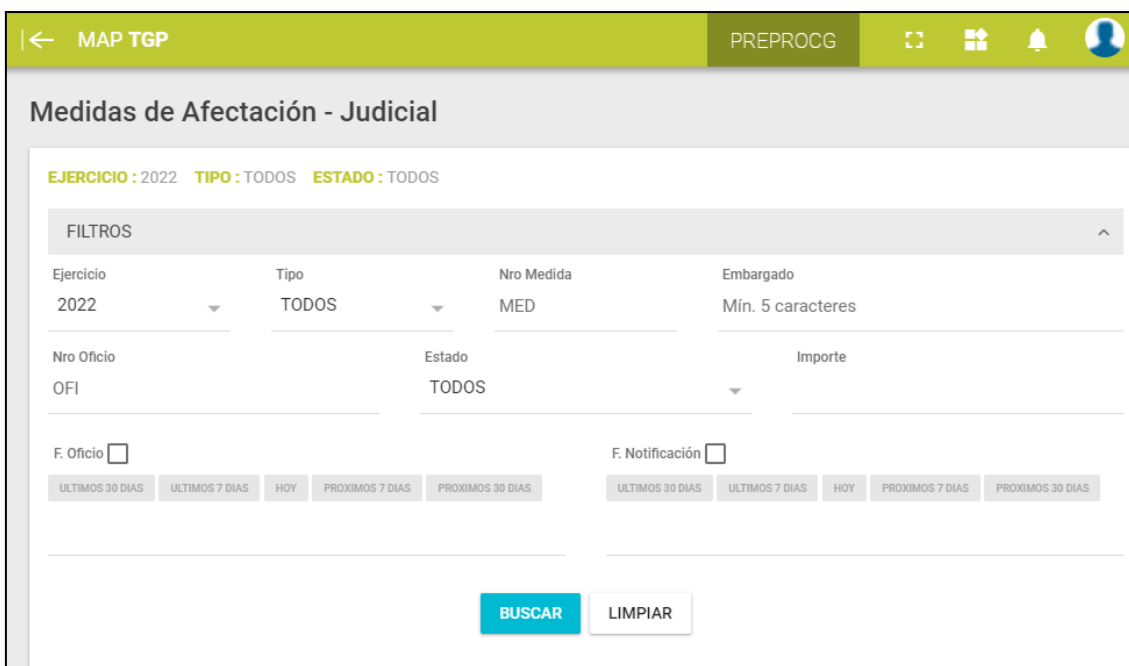 MAP TGP PREPROCG
Medidas de Afectación - Judicial
EJERCICIO : 2022 TIPO : TODOS ESTADO : TODOS
FILTROS
Ejercicio Tipo Nro Medida Embargado
2022 TODOS MED Mín. 5 caracteres
Nro Oficio Estado Importe
OFI TODOS
F. Oficio F. Notificación
ULTIMOS 30 DIAS ULTIMOS 7 DIAS HOY PROXIMOS 7 DIAS PROXIMOS 30 DIAS ULTIMOS 30 DIAS ULTIMOS 7 DIAS HOY PROXIMOS 7 DIAS PROXIMOS 30 DIAS
BUSCAR LIMPIAR